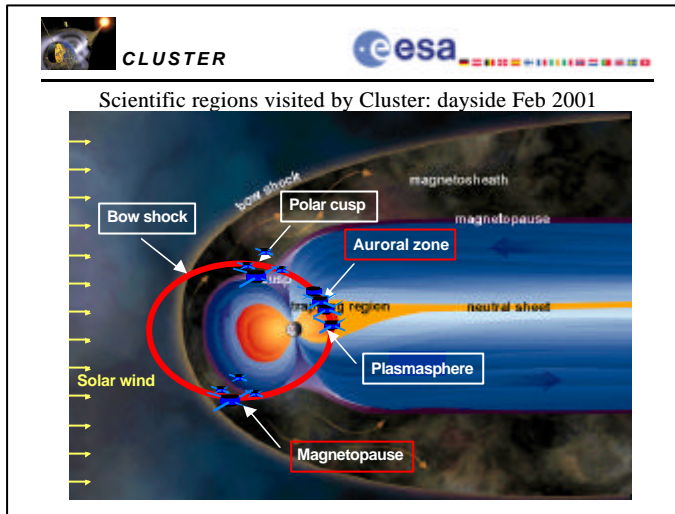 CLUSTER
esa
Scientific regions visited by Cluster: dayside Feb 2001
bow shock
magnetosheath
Polar cusp
Bow shock
magnetopause
Auroral zone
cusp
region
neutral sheet
Plasmasphere
Solar wind
Magnetopause